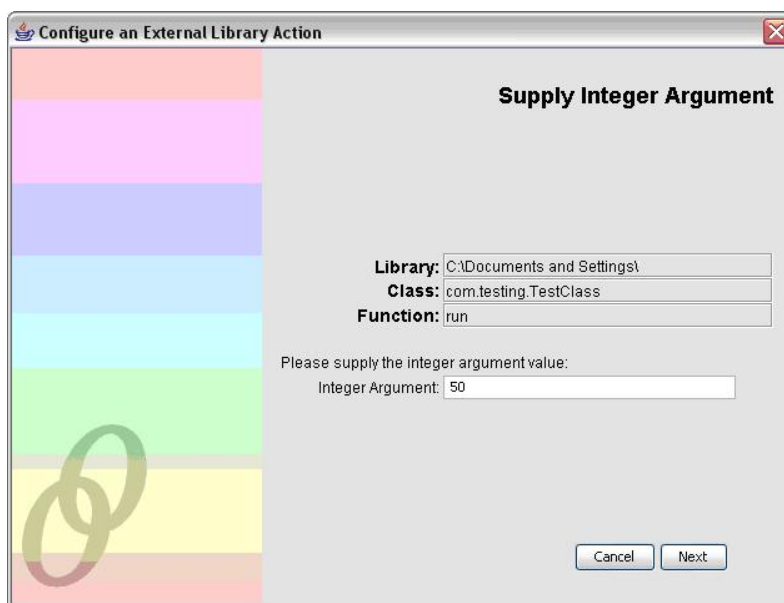 Configure an External Library Action
Supply Integer Argument
Library: C:\Documents and Settings\
Class: com.testing.TestClass
Function: run
Please supply the integer argument value:
Integer Argument: 50
Cancel Next